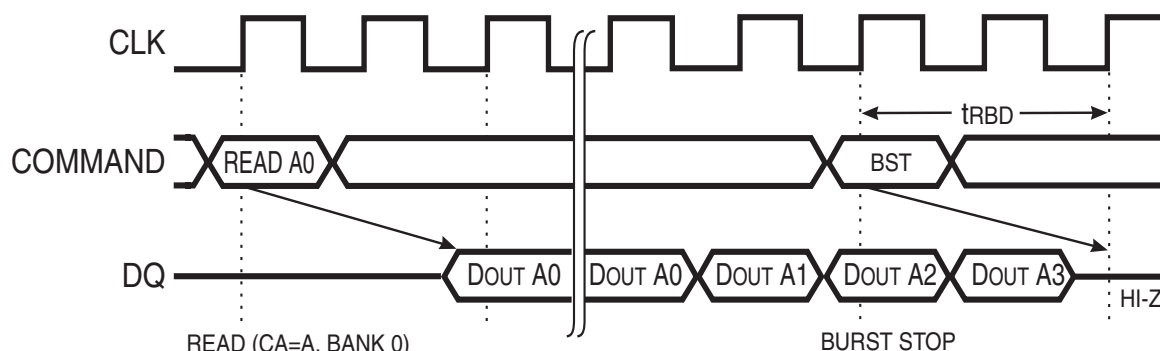 CLK
tRBD
COMMAND READ A0 BST
DQ DOUT A0 DOUT A0 DOUT A1 DOUT A2 DOUT A3
HI-Z
READ (CA=A, BANK 0) BURST STOP